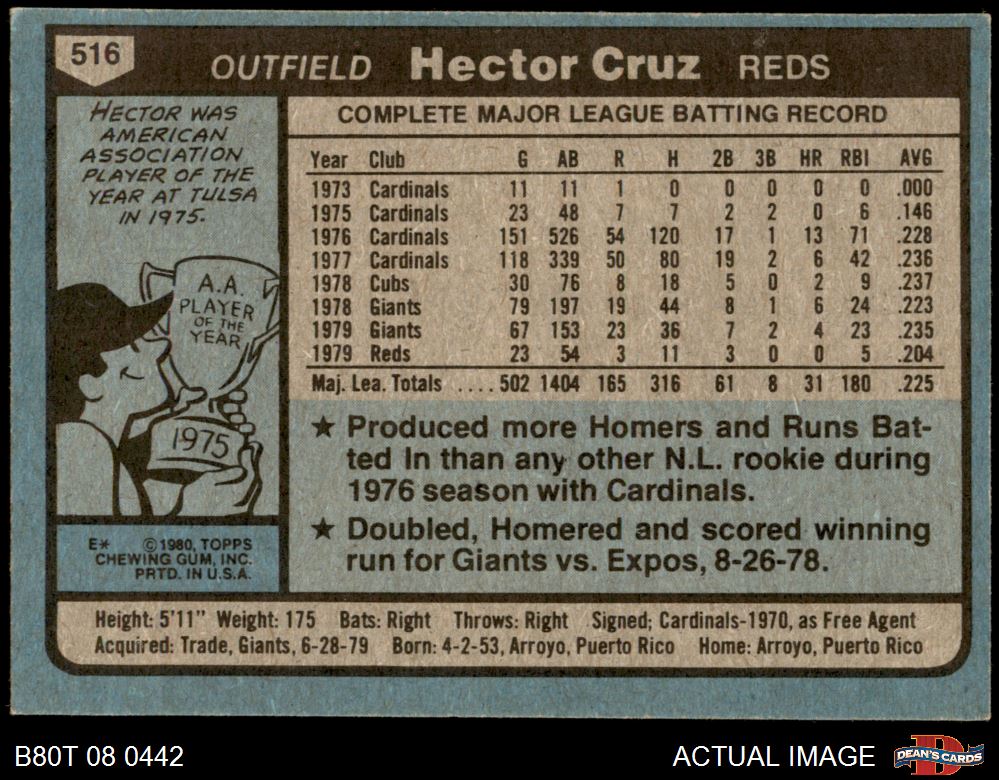 516
OUTFIELD Hector Cruz REDS
HECTOR WAS
AMERICAN
ASSOCIATION
PLAYER OF THE
YEAR AT TULSA
IN 1975.
A.A.
PLAYER
OF THE
YEAR
1975
E* ©1980, TOPPS
CHEWING GUM, INC.
PRTD. IN U.S.A.
COMPLETE MAJOR LEAGUE BATTING RECORD
Year Club G AB R H 2B 3B HR RBI AVG
1973 Cardinals 11 11 1 0 0 0 0 0 .000
1975 Cardinals 23 48 7 7 2 2 0 6 .146
1976 Cardinals 151 526 54 120 17 1 13 71 .228
1977 Cardinals 118 339 50 80 19 2 6 42 .236
1978 Cubs 30 76 8 18 5 0 2 9 .237
1978 Giants 79 197 19 44 8 1 6 24 .223
1979 Giants 67 153 23 36 7 2 4 23 .235
1979 Reds 23 54 3 11 3 0 0 5 .204
Maj. Lea. Totals ....502 1404 165 316 61 8 31 180 .225
★ Produced more Homers and Runs Bat-
ted In than any other N.L. rookie during
1976 season with Cardinals.
★ Doubled, Homered and scored winning
run for Giants vs. Expos, 8-26-78.
Height: 5'11" Weight: 175 Bats: Right Throws: Right Signed; Cardinals-1970, as Free Agent
Acquired: Trade, Giants, 6-28-79 Born: 4-2-53, Arroyo, Puerto Rico Home: Arroyo, Puerto Rico
B80T 08 0442 ACTUAL IMAGE
DEAN'S CARDS